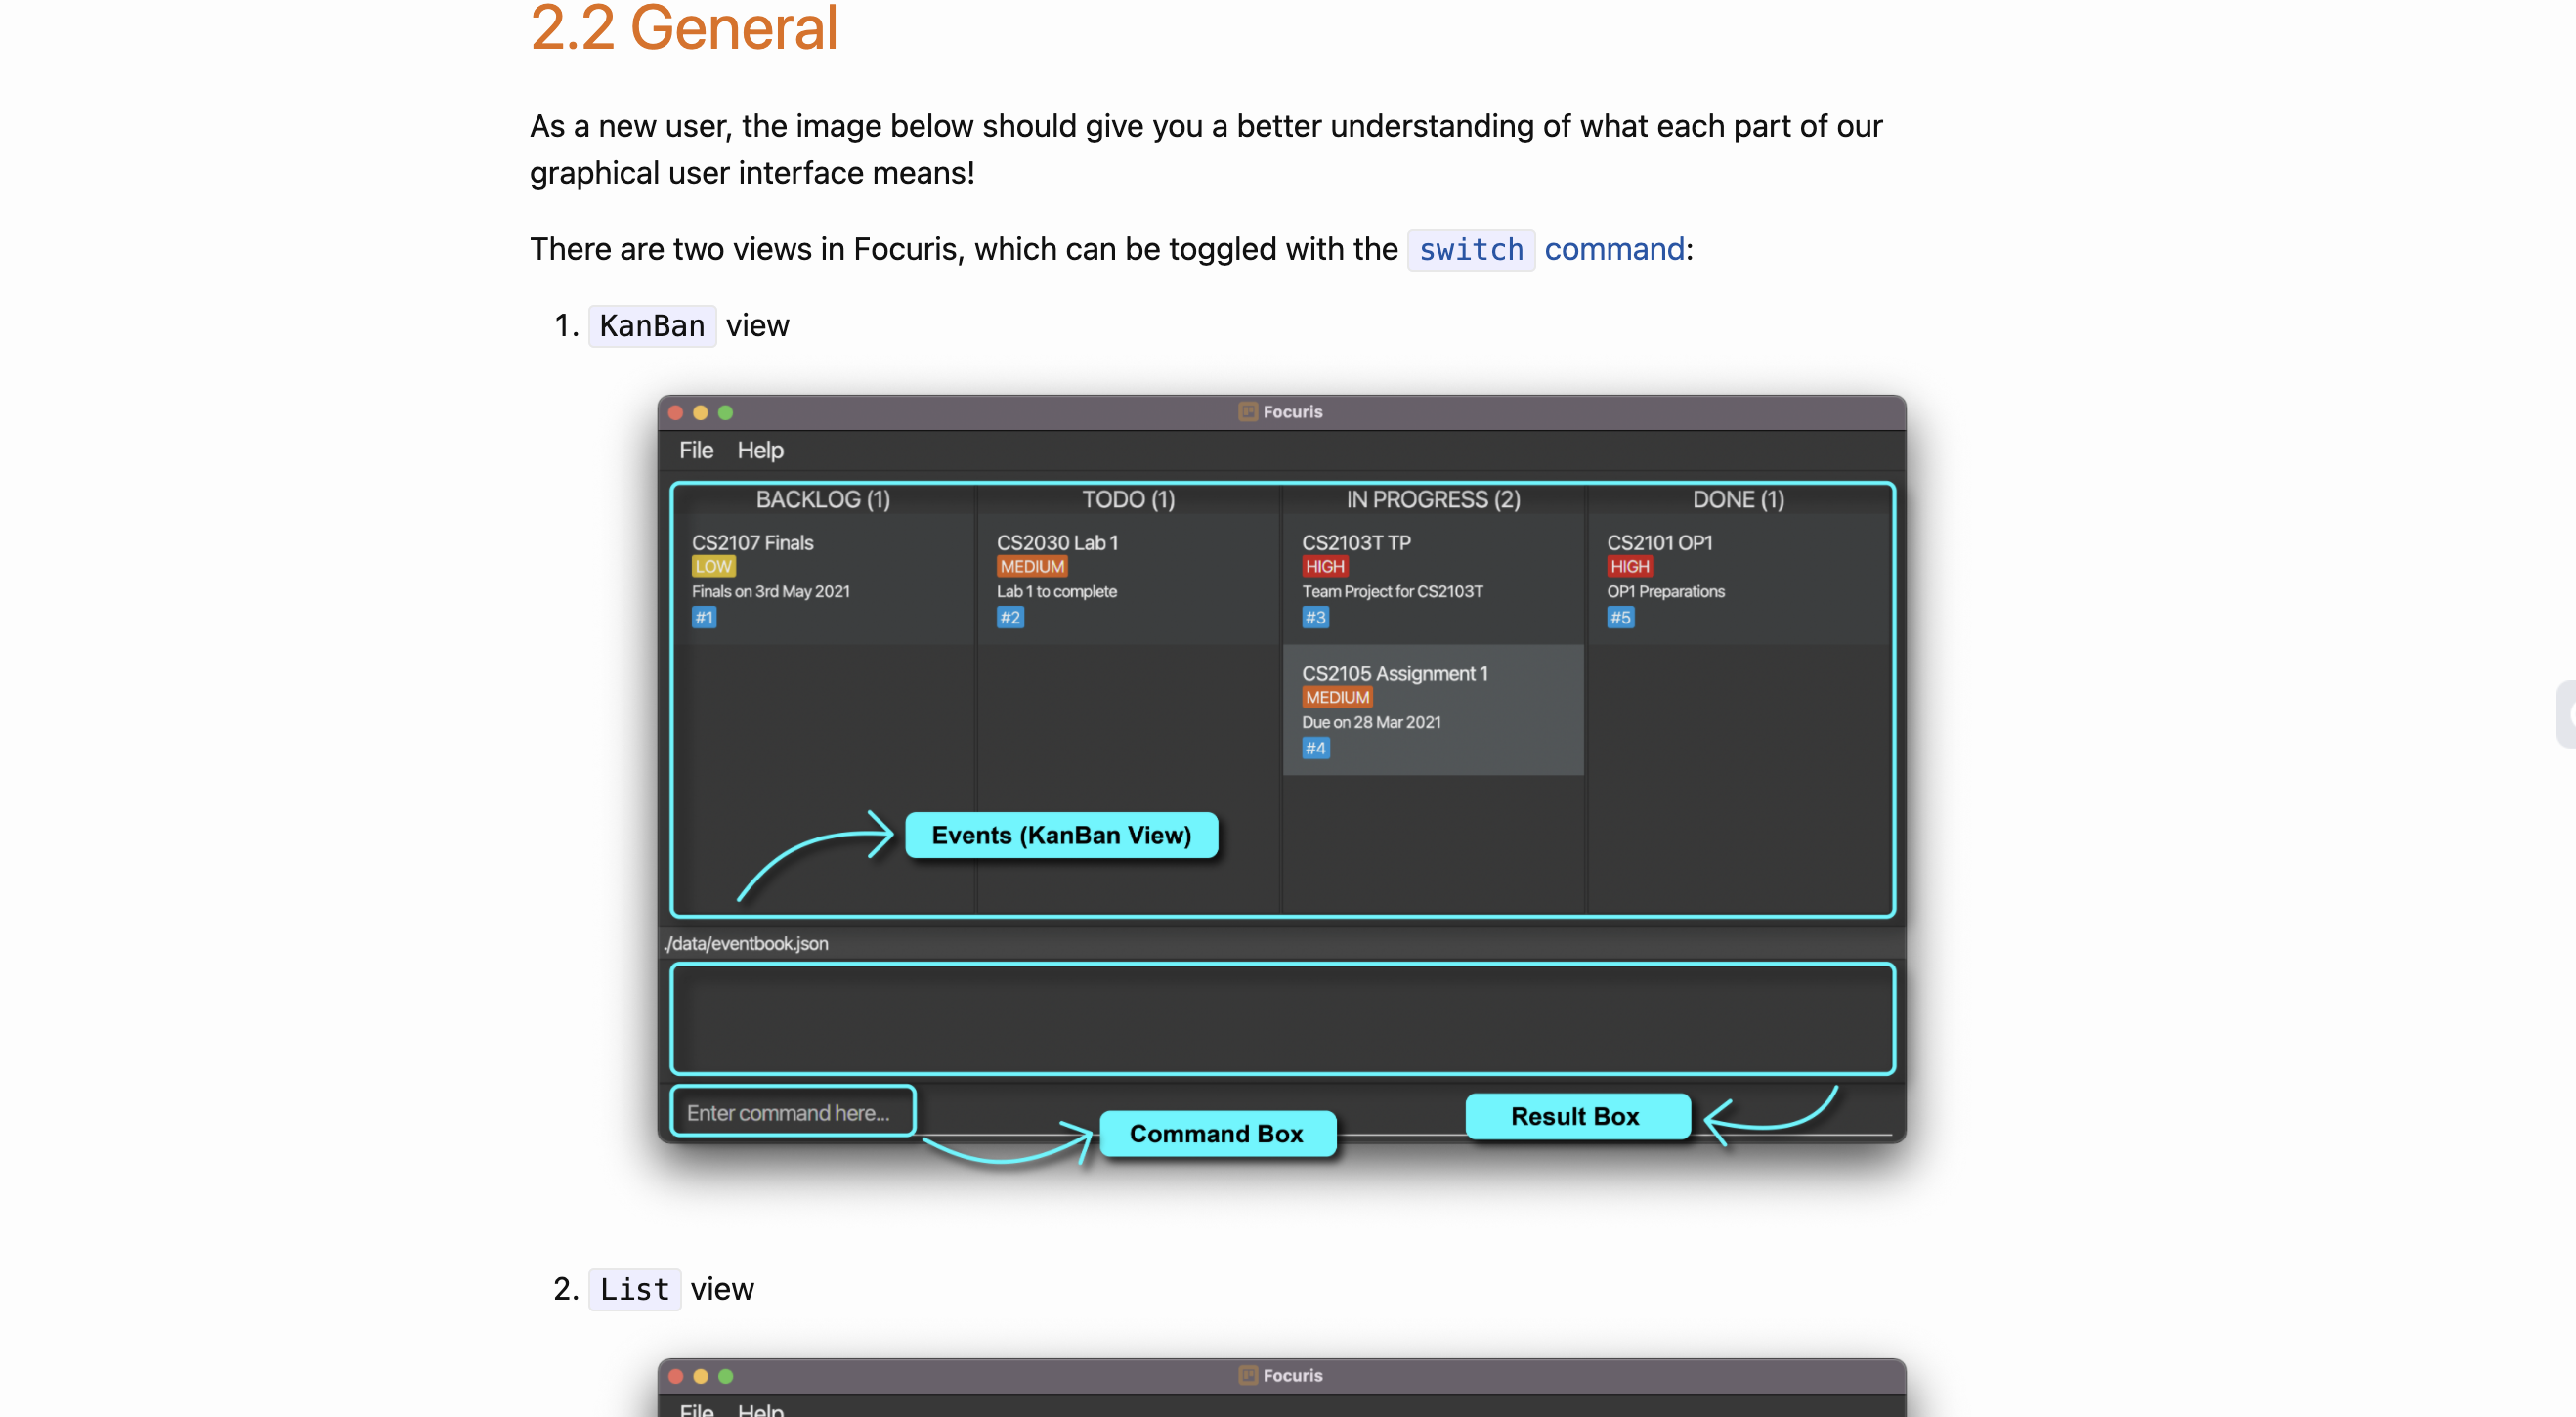 2.2 General
As a new user, the image below should give you a better understanding of what each part of our
graphical user interface means!
There are two views in Focuris, which can be toggled with the switch command:
1. KanBan view
Focuris
File Help
BACKLOG (1) TODO (1) IN PROGRESS (2) DONE (1)
CS2107 Finals
LOW
Finals on 3rd May 2021
#1
CS2030 Lab 1
MEDIUM
Lab 1 to complete
#2
CS2103T TP
HIGH
Team Project for CS2103T
#3
CS2105 Assignment 1
MEDIUM
Due on 28 Mar 2021
#4
CS2101 OP1
HIGH
OP1 Preparations
#5
Events (KanBan View)
./data/eventbook.json
Enter command here...
Command Box
Result Box
2. List view
Focuris
File Help